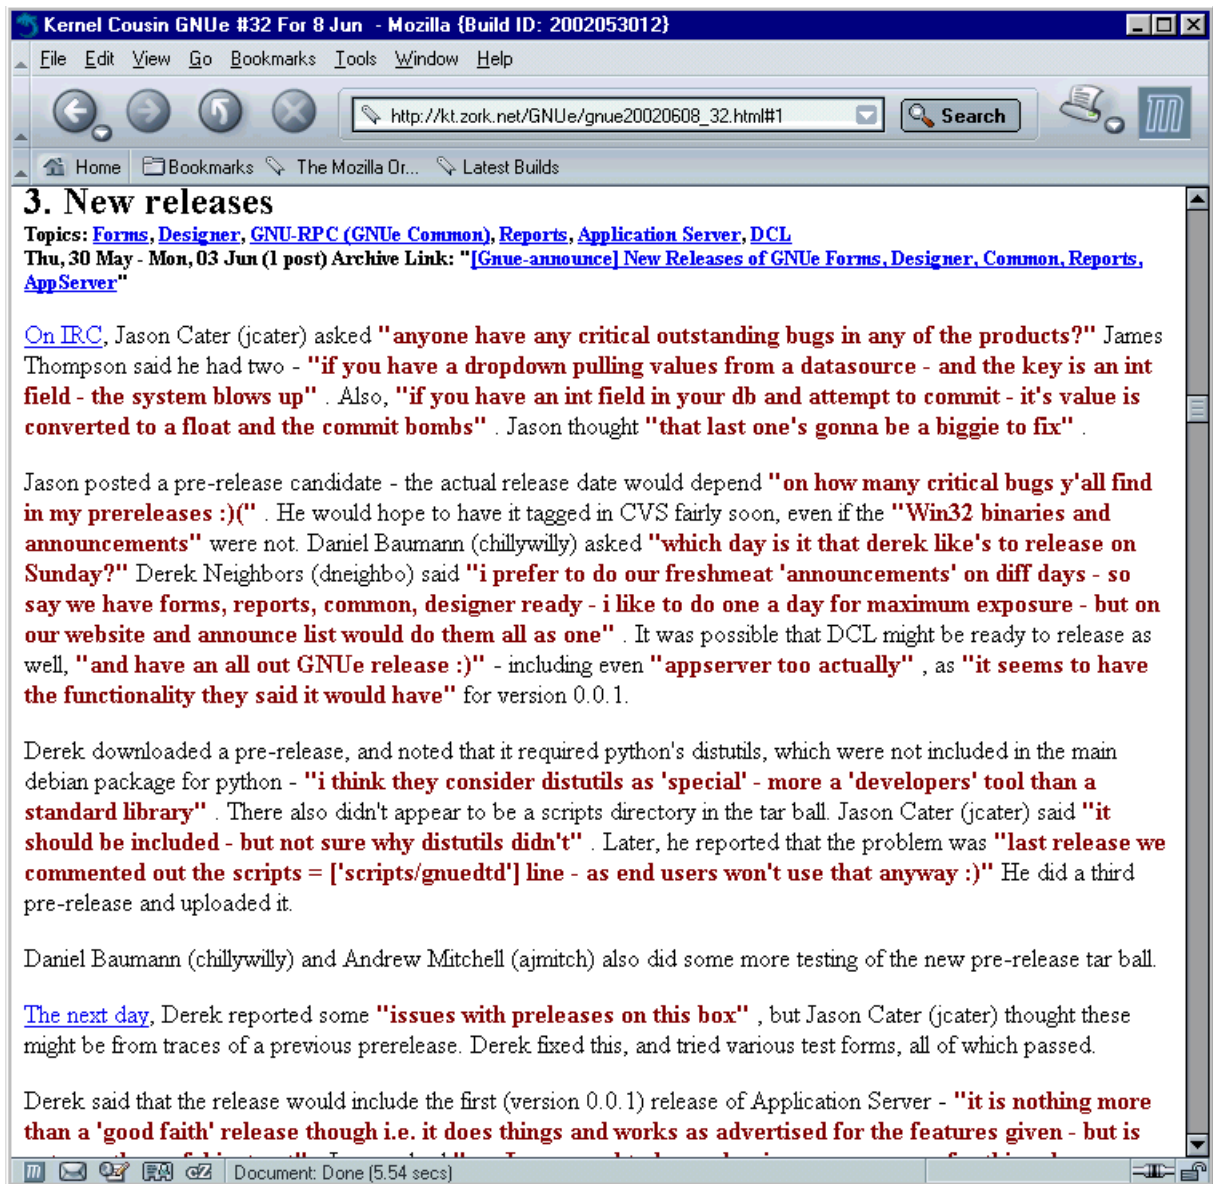 Kernel Cousin GNUe #32 For 8 Jun - Mozilla {Build ID: 2002053012}
File Edit View Go Bookmarks Tools Window Help
http://kt.zork.net/GNUe/gnue20020608_32.html#1 Search
Home Bookmarks The Mozilla Or... Latest Builds
3. New releases
Topics: Forms, Designer, GNU-RPC (GNUe Common), Reports, Application Server, DCL
Thu, 30 May - Mon, 03 Jun (1 post) Archive Link: "[Gnue-announce] New Releases of GNUe Forms, Designer, Common, Reports,
AppServer"
On IRC, Jason Cater (jcater) asked "anyone have any critical outstanding bugs in any of the products?" James
Thompson said he had two - "if you have a dropdown pulling values from a datasource - and the key is an int
field - the system blows up" . Also, "if you have an int field in your db and attempt to commit - it's value is
converted to a float and the commit bombs" . Jason thought "that last one's gonna be a biggie to fix" .
Jason posted a pre-release candidate - the actual release date would depend "on how many critical bugs y'all find
in my prereleases :)(" . He would hope to have it tagged in CVS fairly soon, even if the "Win32 binaries and
announcements" were not. Daniel Baumann (chillywilly) asked "which day is it that derek like's to release on
Sunday?" Derek Neighbors (dneighbo) said "i prefer to do our freshmeat 'announcements' on diff days - so
say we have forms, reports, common, designer ready - i like to do one a day for maximum exposure - but on
our website and announce list would do them all as one" . It was possible that DCL might be ready to release as
well, "and have an all out GNUe release :)" - including even "appserver too actually" , as "it seems to have
the functionality they said it would have" for version 0.0.1.
Derek downloaded a pre-release, and noted that it required python's distutils, which were not included in the main
debian package for python - "i think they consider distutils as 'special' - more a 'developers' tool than a
standard library" . There also didn't appear to be a scripts directory in the tar ball. Jason Cater (jcater) said "it
should be included - but not sure why distutils didn't" . Later, he reported that the problem was "last release we
commented out the scripts = ['scripts/gnuedtd'] line - as end users won't use that anyway :)" He did a third
pre-release and uploaded it.
Daniel Baumann (chillywilly) and Andrew Mitchell (ajmitch) also did some more testing of the new pre-release tar ball.
The next day, Derek reported some "issues with preleases on this box" , but Jason Cater (jcater) thought these
might be from traces of a previous prerelease. Derek fixed this, and tried various test forms, all of which passed.
Derek said that the release would include the first (version 0.0.1) release of Application Server - "it is nothing more
than a 'good faith' release though i.e. it does things and works as advertised for the features given - but is
Document: Done (5.54 secs)